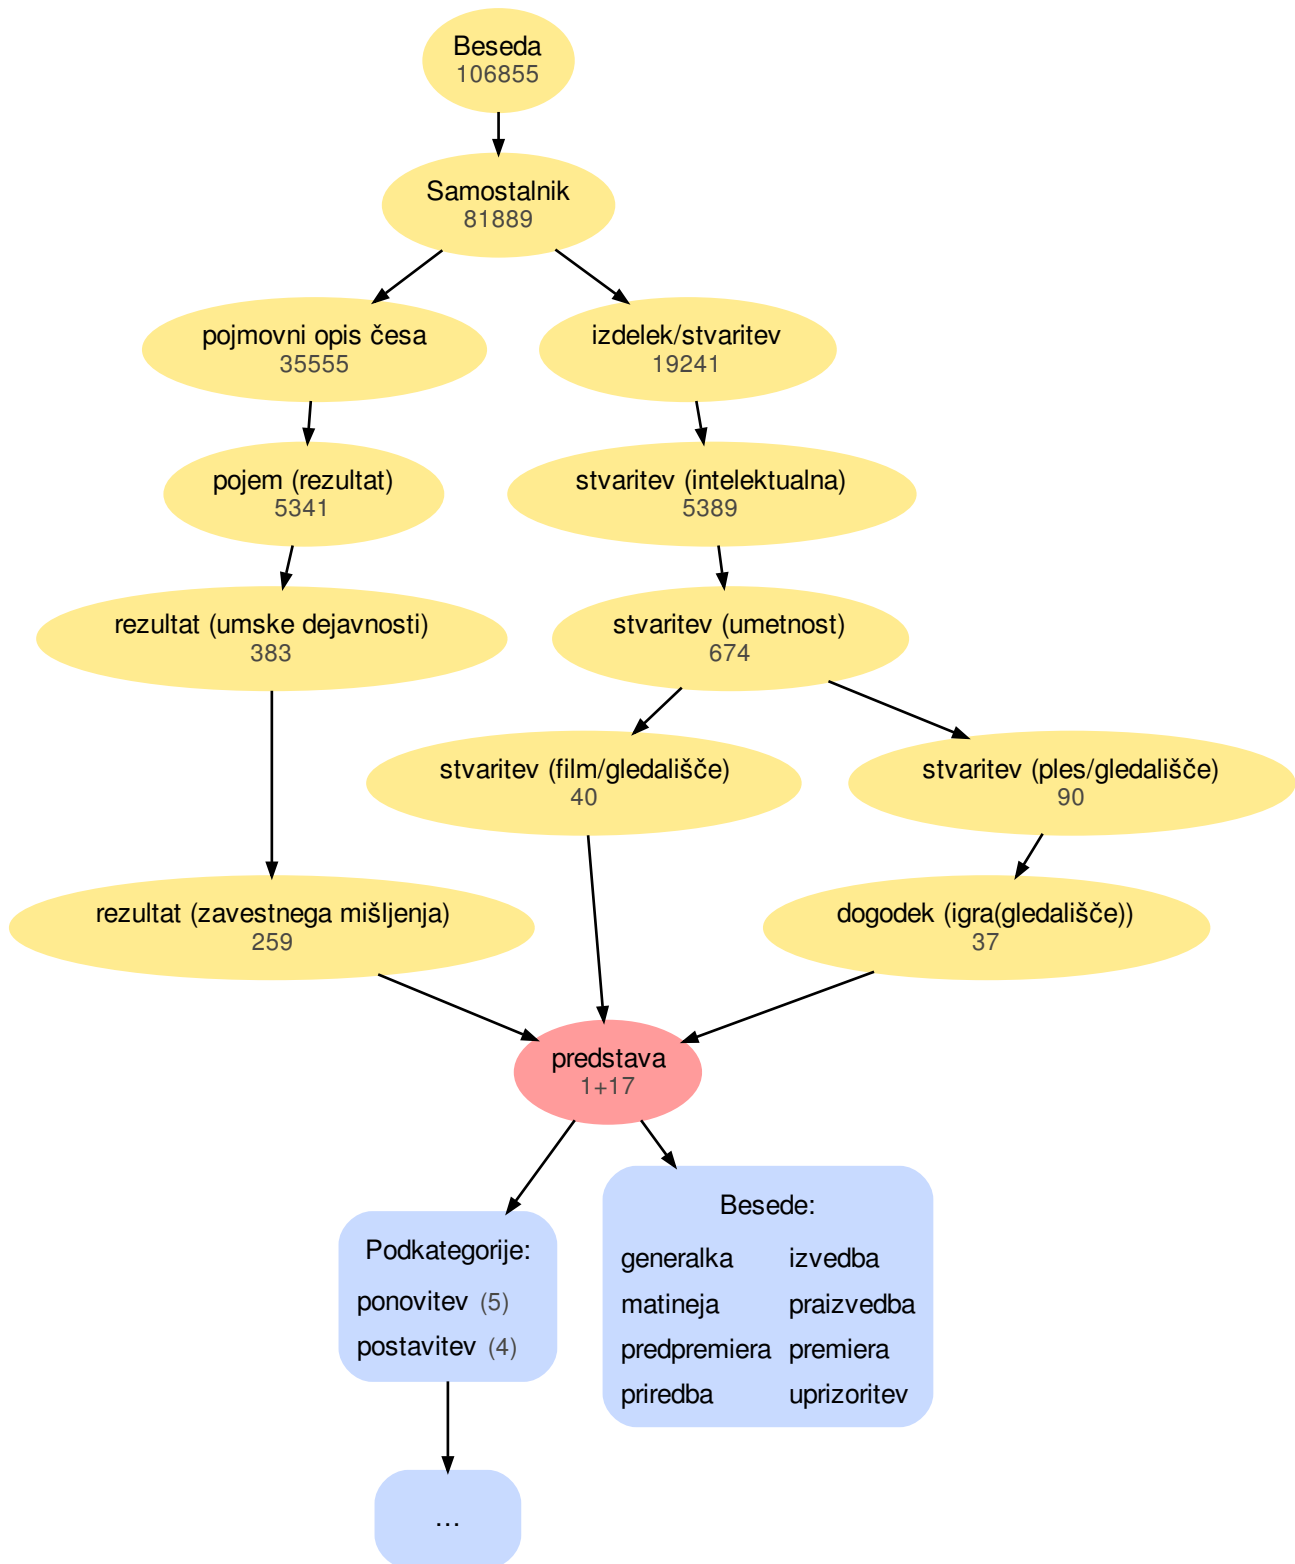 Beseda
106855
Samostalnik
81889
pojmovni opis česa
35555
izdelek/stvaritev
19241
pojem (rezultat)
5341
stvaritev (intelektualna)
5389
rezultat (umske dejavnosti)
383
stvaritev (umetnost)
674
stvaritev (film/gledališče)
40
stvaritev (ples/gledališče)
90
rezultat (zavestnega mišljenja)
259
dogodek (igra(gledališče))
37
predstava
1+17
Podkategorije:
ponovitev (5)
postavitev (4)
Besede:
generalka izvedba
matineja praizvedba
predpremiera premiera
priredba uprizoritev
...